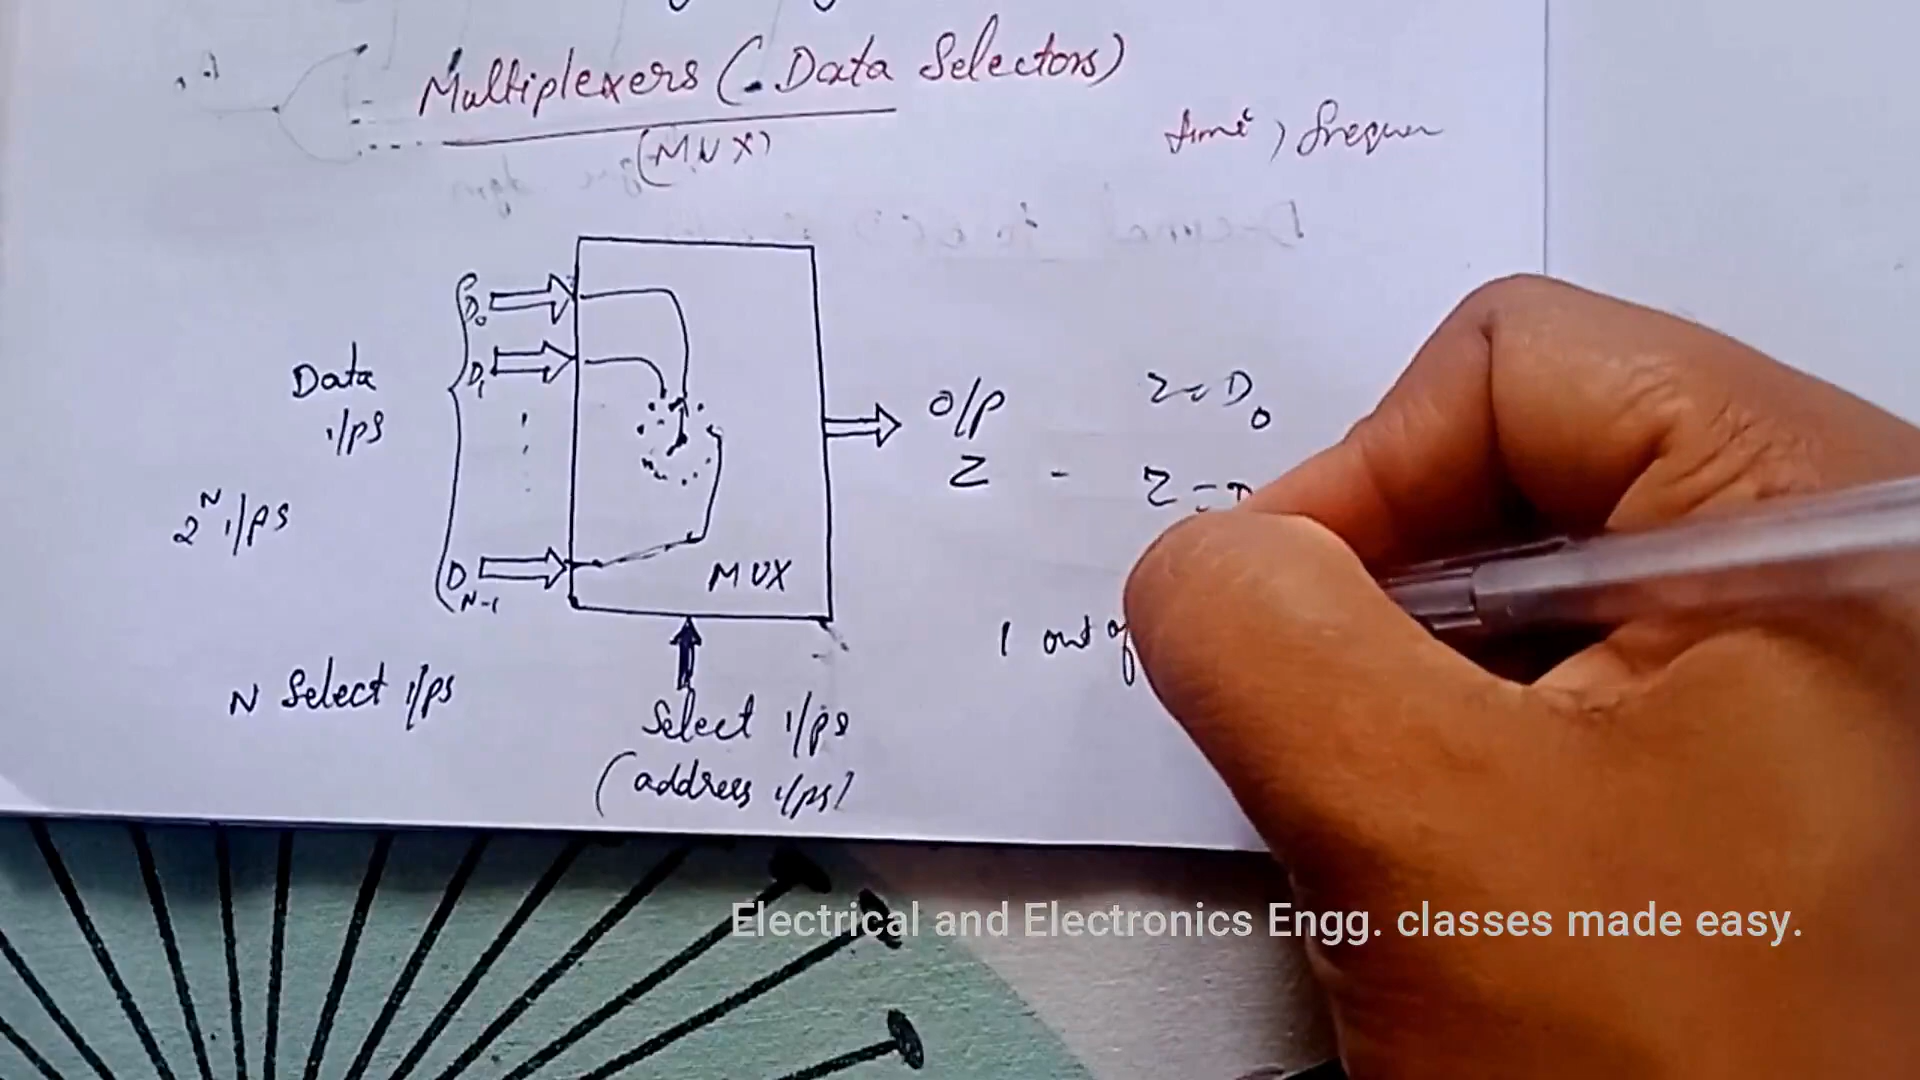 Multiplexers (Data Selectors)
(MUX)
time, frequen
D0
D1
Data
i/ps
O/P
Z
Z = D0
Z =
2^N i/ps
D N-1
MUX
1 out of
N Select i/ps
Select i/ps
(address i/ps)
Electrical and Electronics Engg. classes made easy.